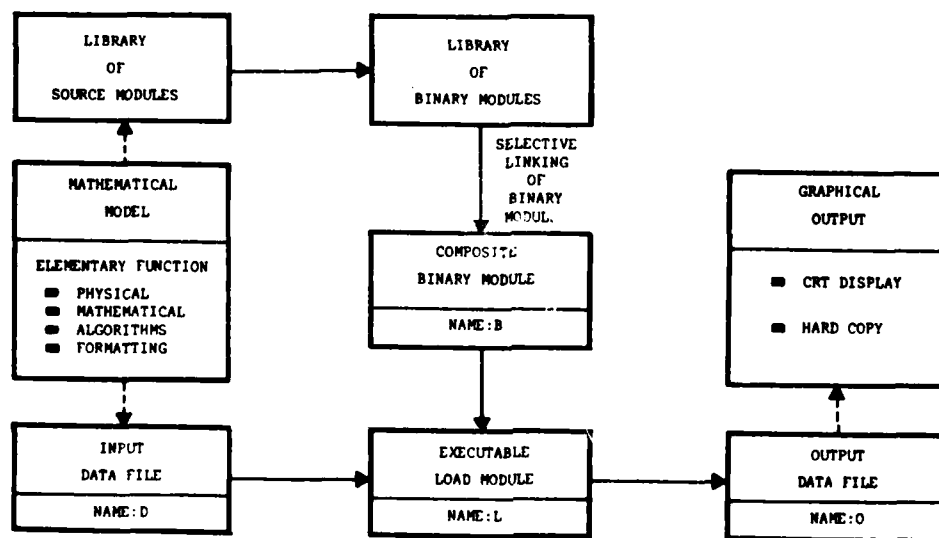 LIBRARY
OF
SOURCE MODULES
LIBRARY
OF
BINARY MODULES
SELECTIVE
LINKING
OF
BINARY
MATHEMATICAL
MODEL
ELEMENTARY FUNCTION
PHYSICAL
MATHEMATICAL
ALGORITHMS
FORMATTING
COMPOSITE
BINARY MODULE
NAME:B
GRAPHICAL
OUTPUT
CRT DISPLAY
HARD COPY
INPUT
DATA FILE
NAME:D
EXECUTABLE
LOAD MODULE
NAME:L
OUTPUT
DATA FILE
NAME:O